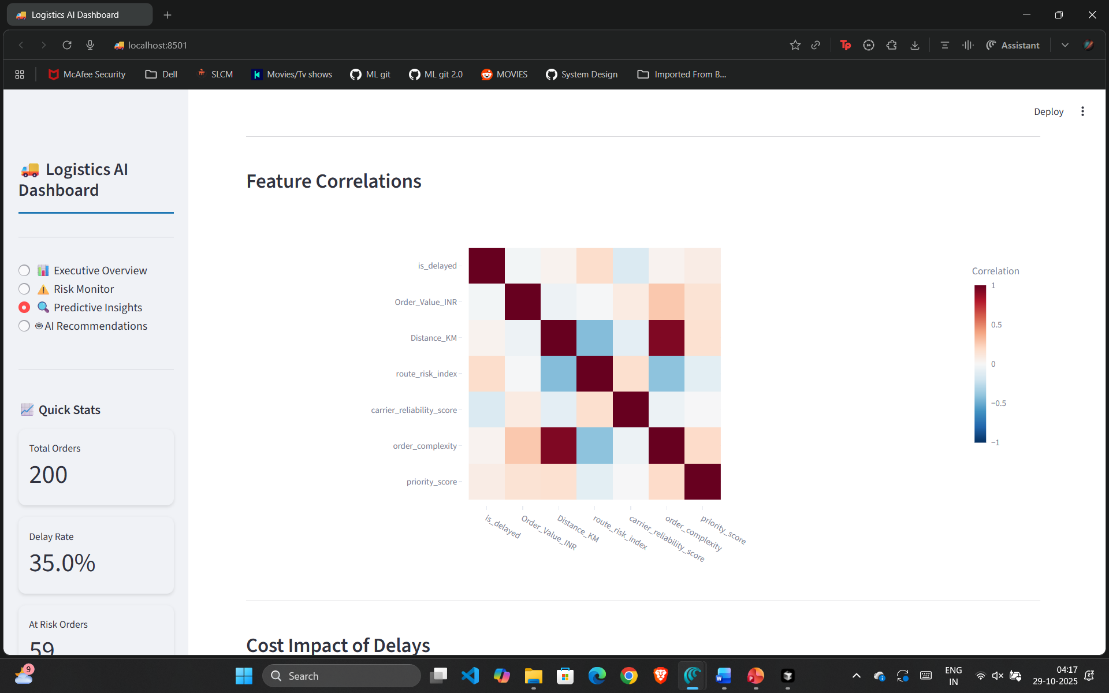 Logistics AI Dashboard
localhost:8501
Assistant
McAfee Security
Dell
SLCM
Movies/Tv shows
ML git
ML git 2.0
MOVIES
System Design
Imported From B...
Deploy
Logistics AI
Dashboard
Executive Overview
Risk Monitor
Predictive Insights
AI Recommendations
Quick Stats
Total Orders
200
Delay Rate
35.0%
At Risk Orders
59
Feature Correlations
is_delayed
Order_Value_INR
Distance_KM
route_risk_index
carrier_reliability_score
order_complexity
priority_score
is_delayed
Order_Value_INR
Distance_KM
route_risk_index
carrier_reliability_score
order_complexity
priority_score
Correlation
1
0.5
0
−0.5
−1
Cost Impact of Delays
9
Search
ENG
IN
04:17
29-10-2025